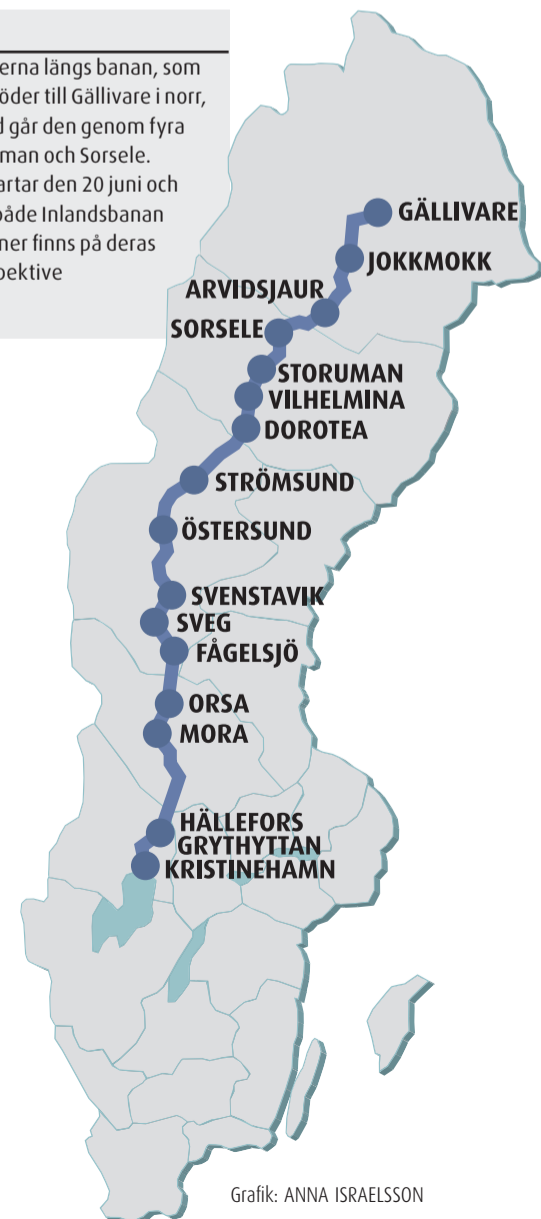 erna längs banan, som
öder till Gällivare i norr,
går den genom fyra
man och Sorsele.
artar den 20 juni och
både Inlandsbanan
ner finns på deras
pektive
GÄLLIVARE
JOKKMOKK
ARVIDSJAUR
SORSELE
STORUMAN
VILHELMINA
DOROTEA
STRÖMSUND
ÖSTERSUND
SVENSTAVIK
SVEG
FÅGELSJÖ
ORSA
MORA
HÄLLEFORS
GRYTHYTTAN
KRISTINEHAMN
Grafik: ANNA ISRAELSSON